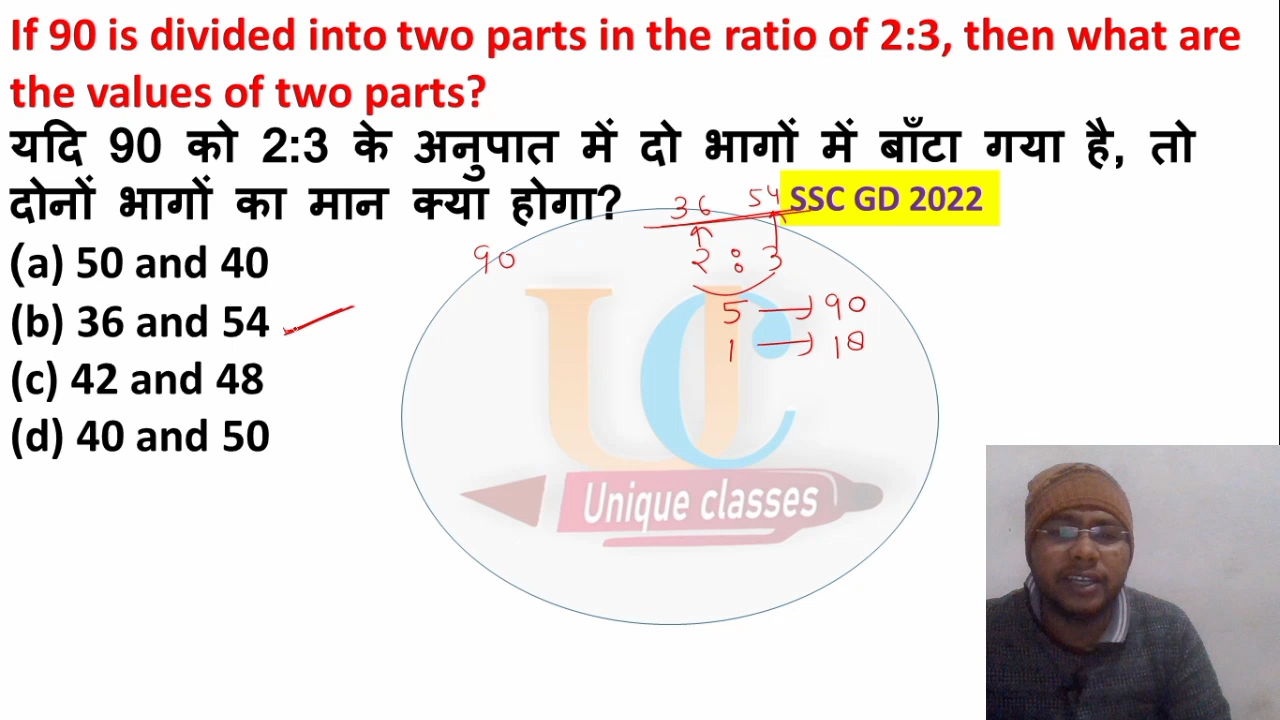 If 90 is divided into two parts in the ratio of 2:3, then what are
the values of two parts?
यदि 90 को 2:3 के अनुपात में दो भागों में बाँटा गया है, तो
दोनों भागों का मान क्या होगा?
SSC GD 2022
36 54
(a) 50 and 40
90
2 : 3
(b) 36 and 54
5 → 90
1 → 18
(c) 42 and 48
(d) 40 and 50
UC
Unique classes